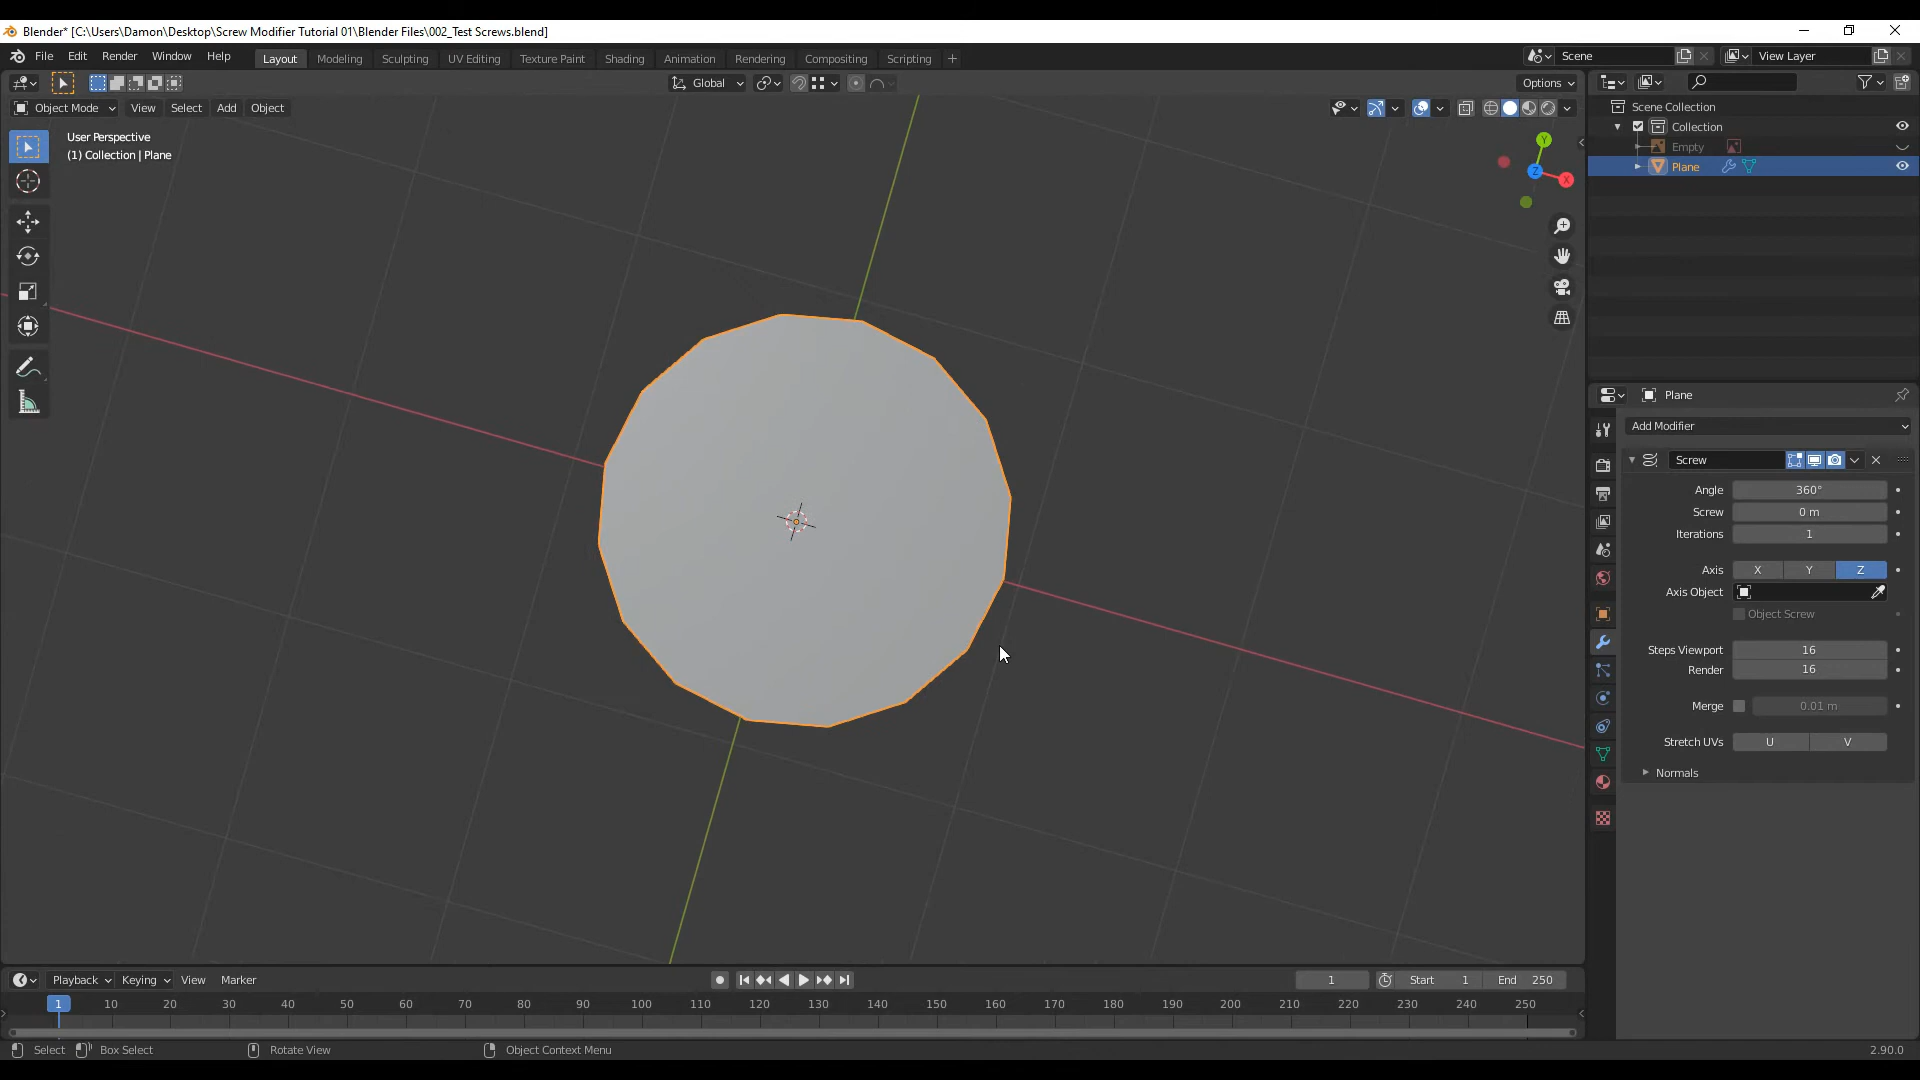 Blender* [C:\Users\Damon\Desktop\Screw Modifier Tutorial 01\Blender Files\002_Test Screws.blend]
File Edit Render Window Help Layout Modeling Sculpting UV Editing Texture Paint Shading Animation Rendering Compositing Scripting + Scene View Layer
Global Options
Object Mode View Select Add Object
User Perspective
(1) Collection | Plane
Y
Z
X
Scene Collection
Collection
Empty
Plane
Plane
Add Modifier
Screw
Angle 360°
Screw 0 m
Iterations 1
Axis X Y Z
Axis Object
Object Screw
Steps Viewport 16
Render 16
Merge 0.01 m
Stretch UVs U V
Normals
Playback Keying View Marker 1 Start 1 End 250
1 10 20 30 40 50 60 70 80 90 100 110 120 130 140 150 160 170 180 190 200 210 220 230 240 250
Select Box Select Rotate View Object Context Menu 2.90.0